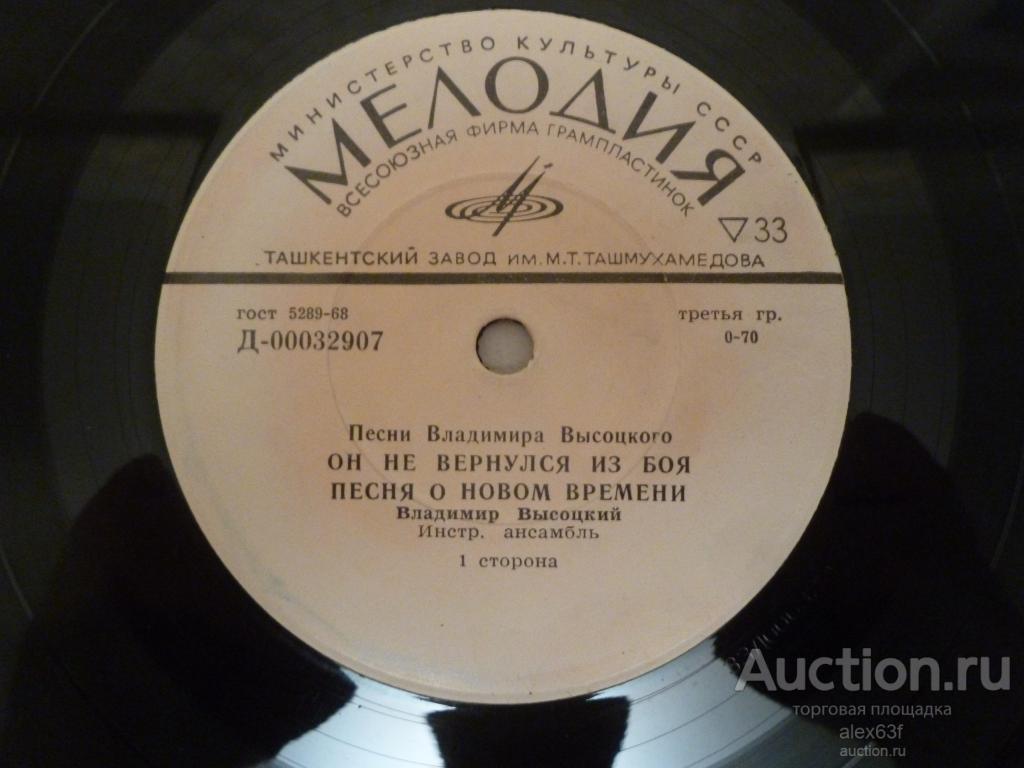 МИНИСТЕРСТВО КУЛЬТУРЫ СССР
МЕЛОДИЯ
ВСЕСОЮЗНАЯ ФИРМА ГРАМПЛАСТИНОК
▽33
ТАШКЕНТСКИЙ ЗАВОД ИМ. М.Т. ТАШМУХАМЕДОВА
гост 5289-68
третья гр.
Д-00032907
0-70
Песни Владимира Высоцкого
ОН НЕ ВЕРНУЛСЯ ИЗ БОЯ
ПЕСНЯ О НОВОМ ВРЕМЕНИ
Владимир Высоцкий
Инстр. ансамбль
1 сторона
Auction.ru
торговая площадка
alex63f
auction.ru